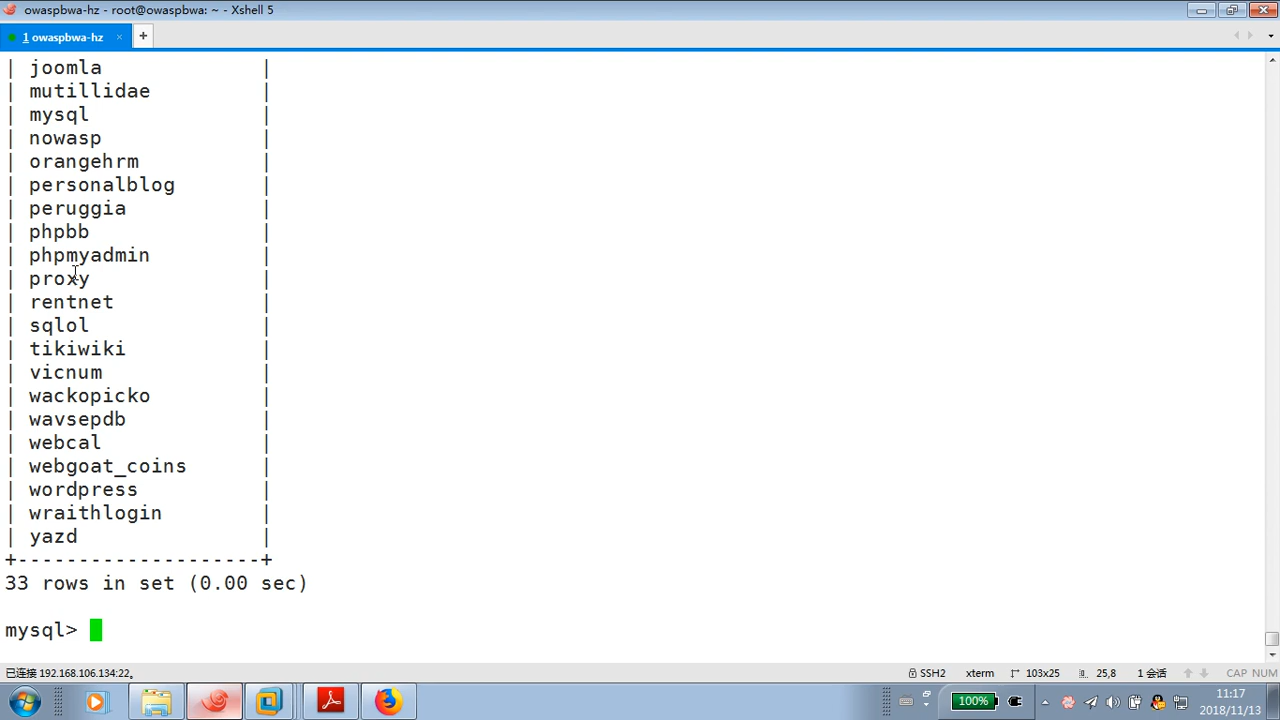 owaspbwa-hz - root@owaspbwa: ~ - Xshell 5
1 owaspbwa-hz × +
| joomla |
| mutillidae |
| mysql |
| nowasp |
| orangehrm |
| personalblog |
| peruggia |
| phpbb |
| phpmyadmin |
| proxy |
| rentnet |
| sqlol |
| tikiwiki |
| vicnum |
| wackopicko |
| wavsepdb |
| webcal |
| webgoat_coins |
| wordpress |
| wraithlogin |
| yazd |
+--------------------+
33 rows in set (0.00 sec)
mysql>
已连接 192.168.106.134:22。 SSH2 xterm 103x25 25,8 1 会话 CAP NUM
100% 11:17
2018/11/13